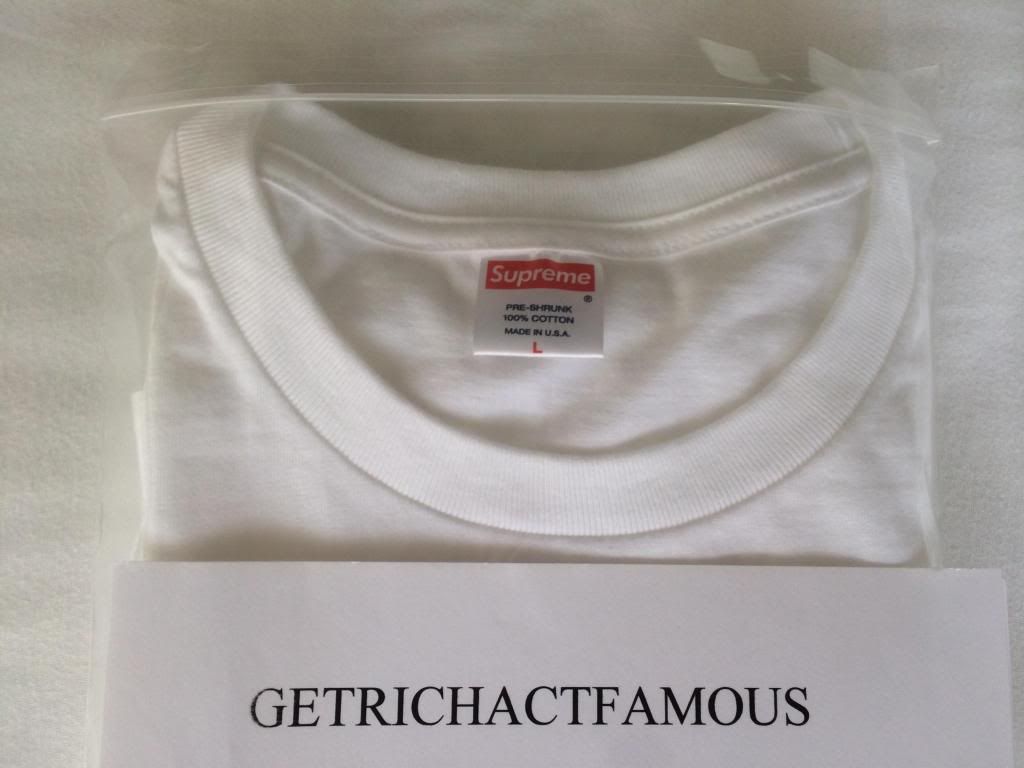 Supreme
®
PRE-SHRUNK
100% COTTON
MADE IN U.S.A.
L
GETRICHACTFAMOUS